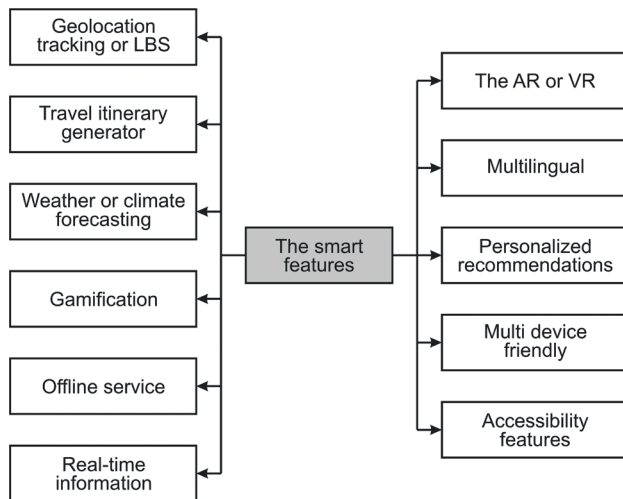 Geolocation
tracking or LBS
Travel itinerary
generator
Weather or climate
forecasting
Gamification
Offline service
Real-time
information
The smart
features
The AR or VR
Multilingual
Personalized
recommendations
Multi device
friendly
Accessibility
features